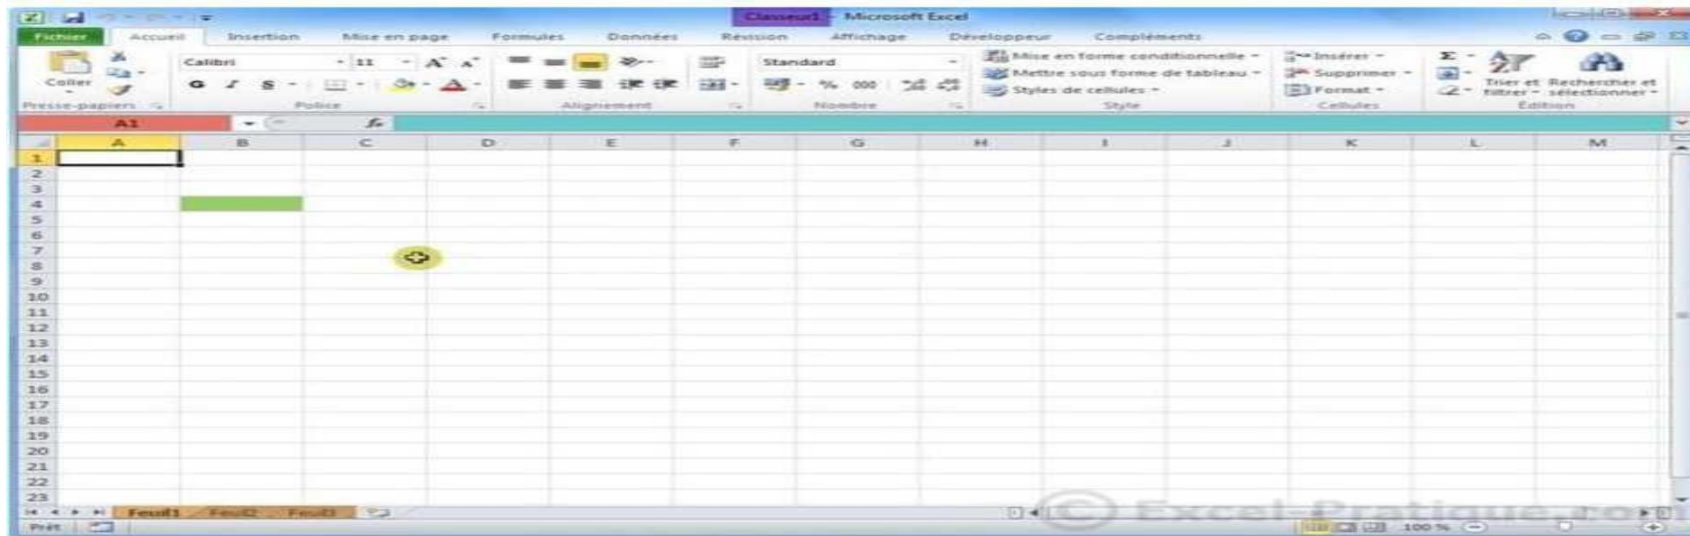 Classeur1 - Microsoft Excel
Fichier Accueil Insertion Mise en page Formules Données Révision Affichage Développeur Compléments
Calibri 11 A A Standard Mise en forme conditionnelle Insérer Σ
Coller G I S A % 000 Mettre sous forme de tableau Supprimer Trier et Rechercher et
Styles de cellules Format filtrer sélectionner
Presse-papiers Police Alignement Nombre Style Cellules Édition
A1 fx
A B C D E F G H I J K L M
1
2
3
4
5
6
7
8
9
10
11
12
13
14
15
16
17
18
19
20
21
22
23
Feuil1 Feuil2 Feuil3
© Excel-Pratique.com
Prêt 100 %